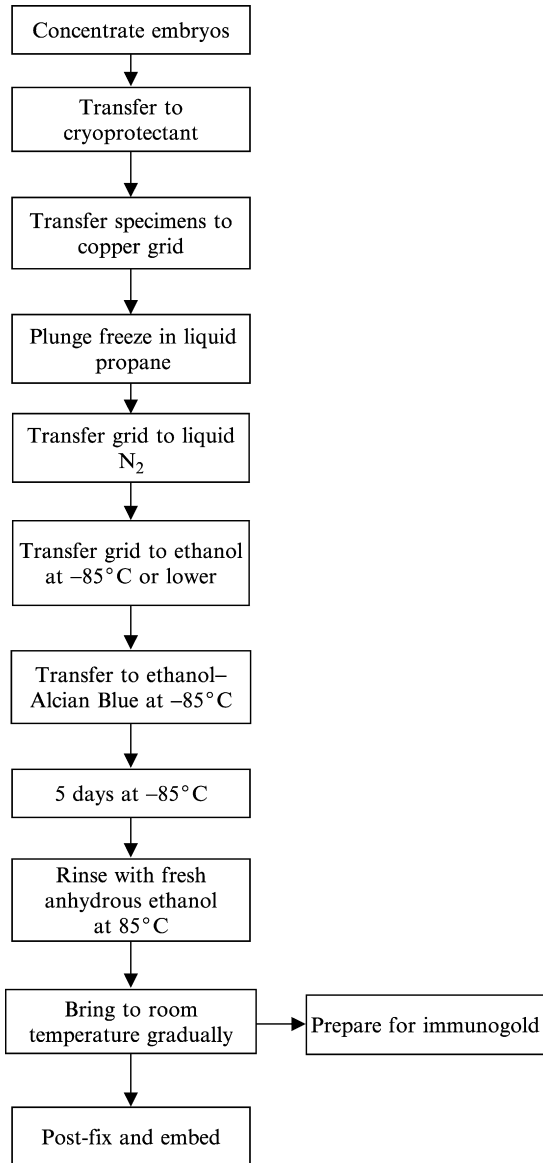 Concentrate embryos
Transfer to
cryoprotectant
Transfer specimens to
copper grid
Plunge freeze in liquid
propane
Transfer grid to liquid
N₂
Transfer grid to ethanol
at –85°C or lower
Transfer to ethanol–
Alcian Blue at –85°C
5 days at –85°C
Rinse with fresh
anhydrous ethanol
at 85°C
Bring to room
temperature gradually
Prepare for immunogold
Post-fix and embed